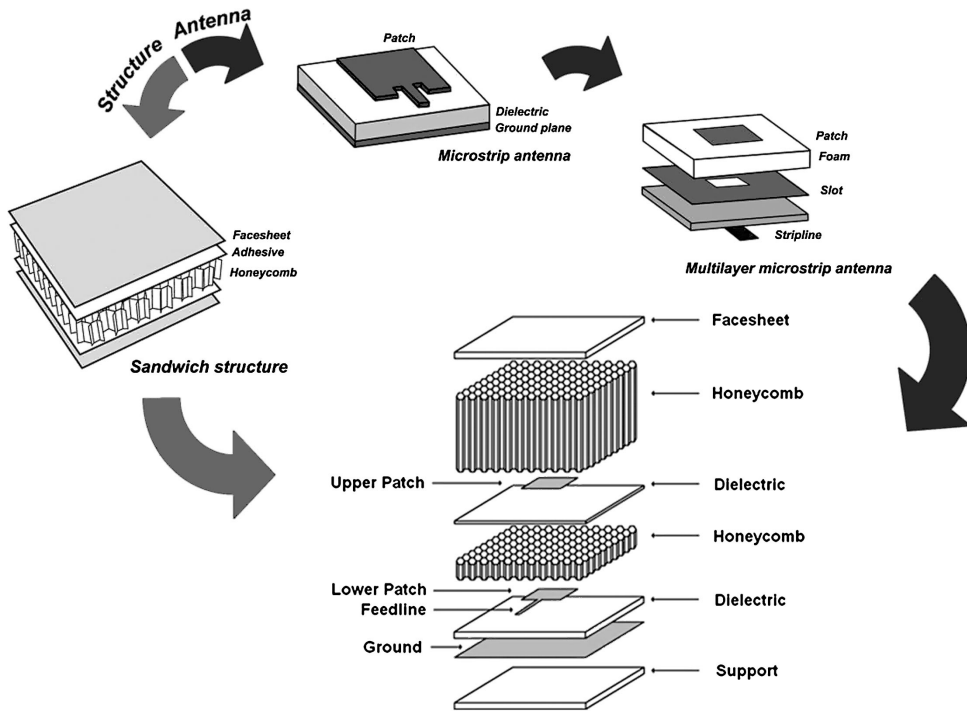 Structure
Antenna
Patch
Dielectric
Ground plane
Microstrip antenna
Patch
Foam
Slot
Stripline
Multilayer microstrip antenna
Facesheet
Adhesive
Honeycomb
Sandwich structure
Facesheet
Honeycomb
Upper Patch
Dielectric
Honeycomb
Lower Patch
Feedline
Dielectric
Ground
Support